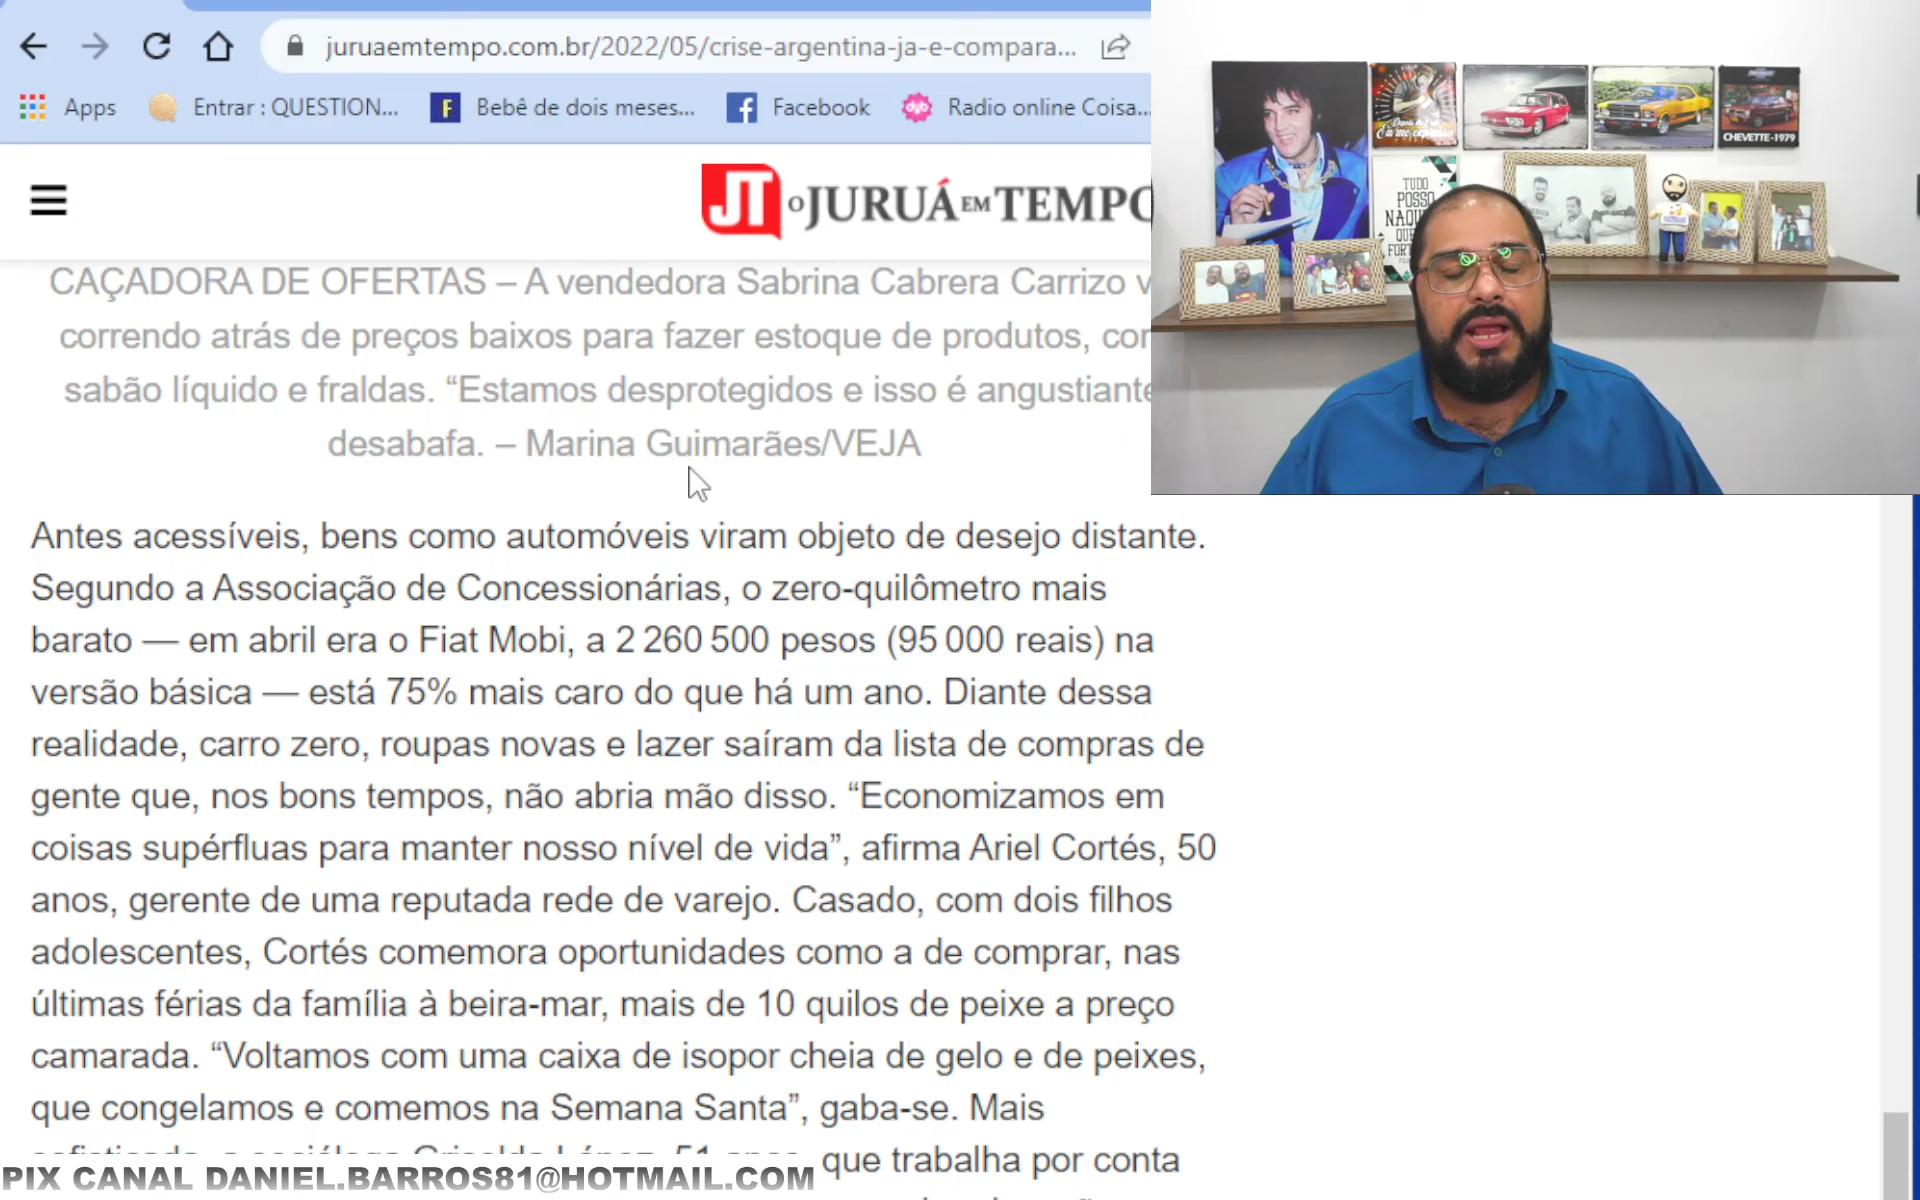 juruaemtempo.com.br/2022/05/crise-argentina-ja-e-compara...
Apps
Entrar : QUESTION...
Bebê de dois meses...
Facebook
Radio online Coisa...
JT O JURUÁ EM TEMPO
CAÇADORA DE OFERTAS – A vendedora Sabrina Cabrera Carrizo v
correndo atrás de preços baixos para fazer estoque de produtos, cor
sabão líquido e fraldas. “Estamos desprotegidos e isso é angustiante
desabafa. – Marina Guimarães/VEJA
Antes acessíveis, bens como automóveis viram objeto de desejo distante.
Segundo a Associação de Concessionárias, o zero-quilômetro mais
barato — em abril era o Fiat Mobi, a 2 260 500 pesos (95 000 reais) na
versão básica — está 75% mais caro do que há um ano. Diante dessa
realidade, carro zero, roupas novas e lazer saíram da lista de compras de
gente que, nos bons tempos, não abria mão disso. “Economizamos em
coisas supérfluas para manter nosso nível de vida”, afirma Ariel Cortés, 50
anos, gerente de uma reputada rede de varejo. Casado, com dois filhos
adolescentes, Cortés comemora oportunidades como a de comprar, nas
últimas férias da família à beira-mar, mais de 10 quilos de peixe a preço
camarada. “Voltamos com uma caixa de isopor cheia de gelo e de peixes,
que congelamos e comemos na Semana Santa”, gaba-se. Mais
que trabalha por conta
PIX CANAL DANIEL.BARROS81@HOTMAIL.COM
CHEVETTE-1979
TUDO
POSSO
NAQUE
QUE
FORT